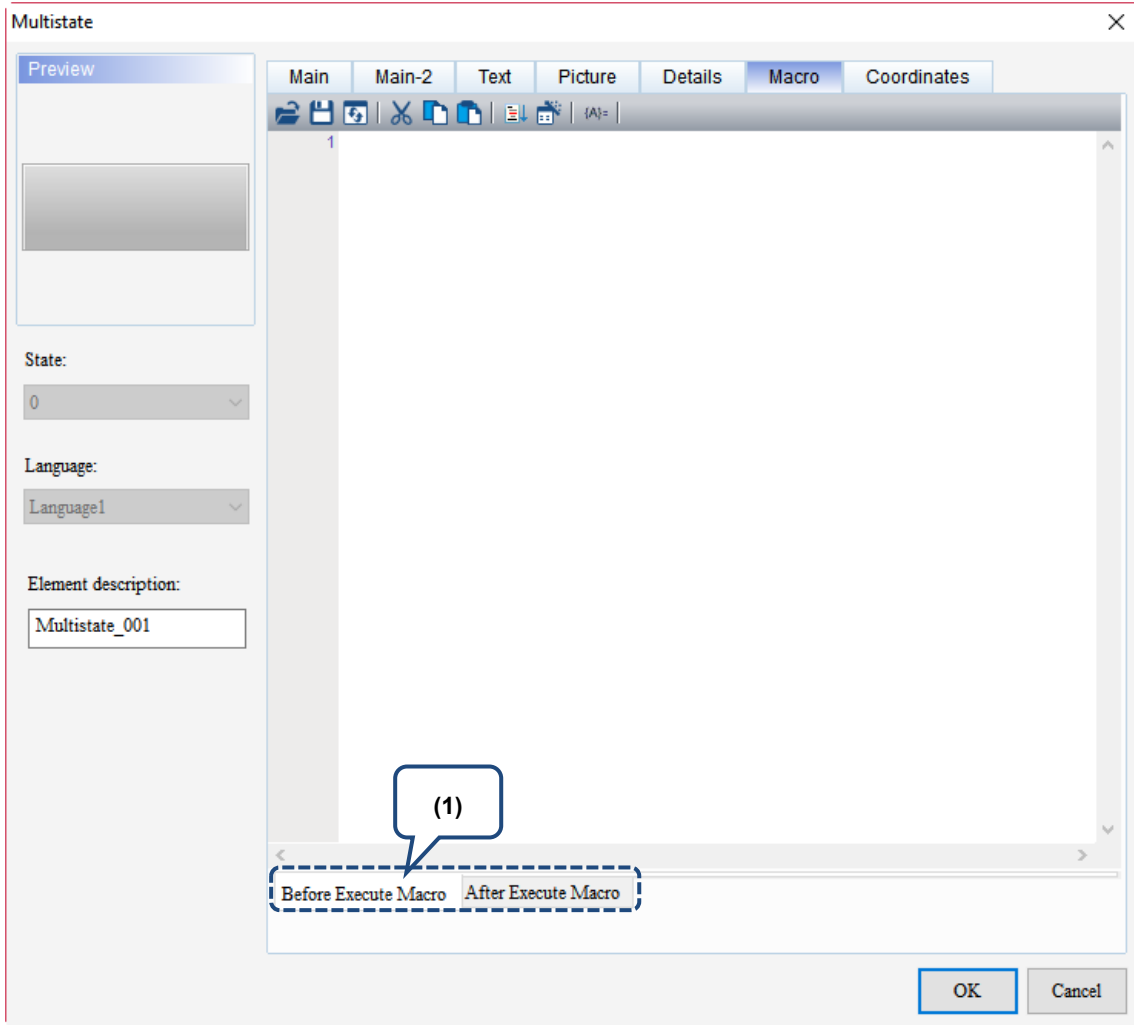 Multistate
Preview
Main Main-2 Text Picture Details Macro Coordinates
{A}=
1
State:
0
Language:
Language1
Element description:
Multistate_001
(1)
Before Execute Macro After Execute Macro
OK Cancel